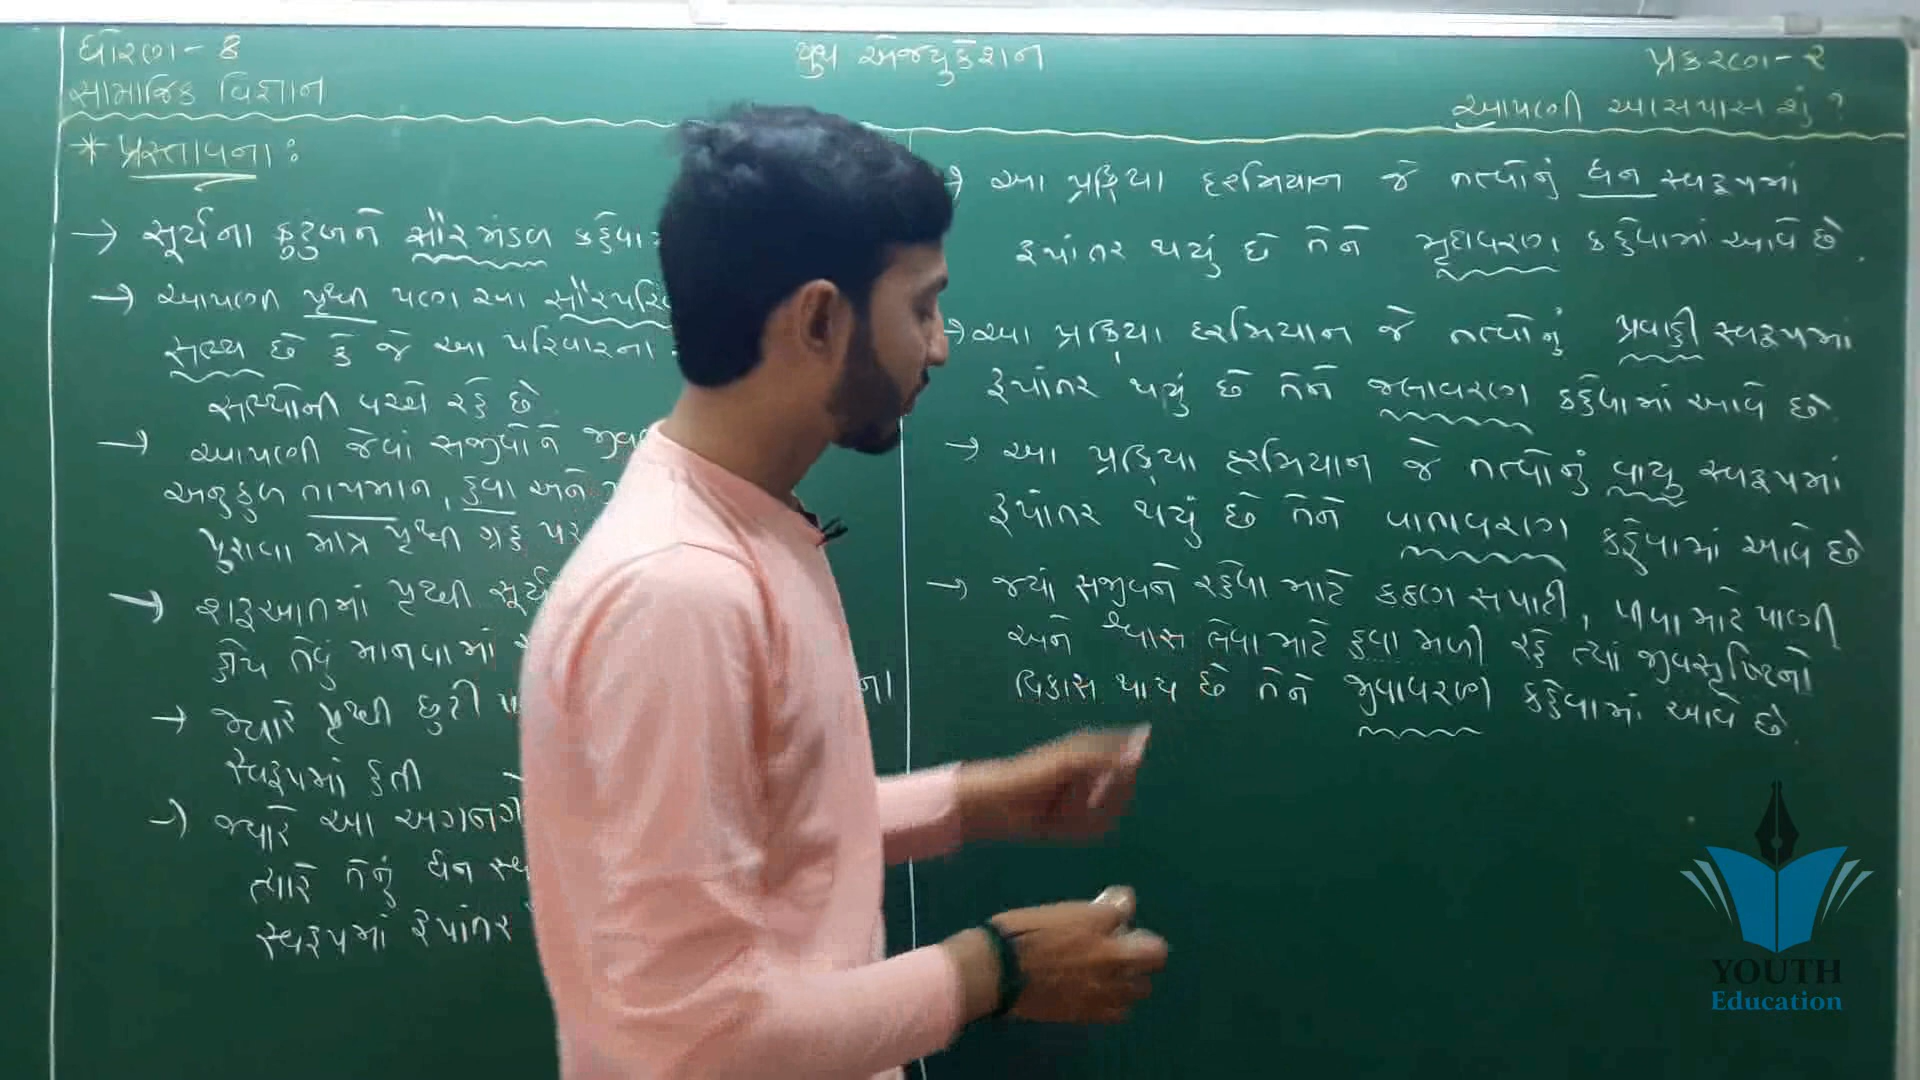 ધોરણ - 8
યુથ એજ્યુકેશન
પ્રકરણ - ૨
સામાજિક વિજ્ઞાન
આપણી આસપાસ શું ?
* પ્રસ્તાવના :
→ સૂર્યના કુટુંબને સૌરમંડળ કહેવા
→ આપણી પૃથ્વી પણ આ સૌરપરિ
સભ્ય છે કે જે આ પરિવારના
સભ્યોની વચ્ચે રહે છે
→ આપણી જેવાં સજીવોને જીવ
અનુકુળ તાપમાન, હવા અને
પુરાવા માત્ર પૃથ્વી ગ્રહ પર
→ શરૂઆતમાં પૃથ્વી સૂર્ય
હોય તેવું માનવામાં
→ જ્યારે પૃથ્વી છુટી
ના
સ્વરૂપમાં હતી
→ જ્યારે આ અગનગો
ત્યારે તેનું ઘન સ્વ
સ્વરૂપમાં રૂપાંતર
→ આ પ્રક્રિયા દરમિયાન જે તત્વોનું ઘન સ્વરૂપમાં
રૂપાંતર થયું છે તેને મૃદાવરણ કહેવામાં આવે છે.
→ આ પ્રક્રિયા દરમિયાન જે તત્વોનું પ્રવાહી સ્વરૂપમાં
રૂપાંતર થયું છે તેને જલાવરણ કહેવામાં આવે છે.
→ આ પ્રક્રિયા દરમિયાન જે તત્વોનું વાયુ સ્વરૂપમાં
રૂપાંતર થયું છે તેને વાતાવરણ કહેવામાં આવે છે
→ જ્યાં સજીવને રહેવા માટે કઠણ સપાટી, પીવા માટે પાણી
અને શ્વાસ લેવા માટે હવા મળી રહે ત્યાં જીવસૃષ્ટિનો
વિકાસ થાય છે તેને જીવાવરણ કહેવામાં આવે છે.
YOUTH
Education